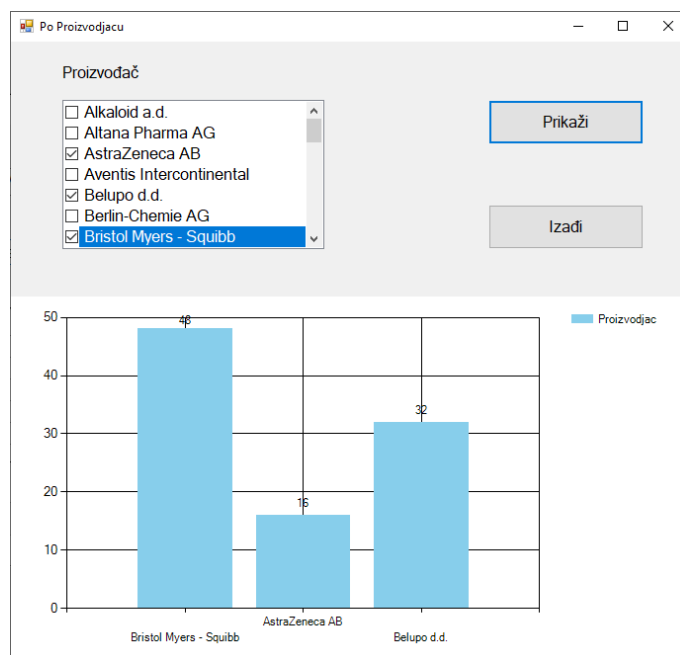 Po Proizvodjacu
Proizvođač
Alkaloid a.d.
Altana Pharma AG
AstraZeneca AB
Aventis Intercontinental
Belupo d.d.
Berlin-Chemie AG
Bristol Myers - Squibb
Prikaži
Izađi
Proizvodjac
50
40
30
20
10
0
48
16
32
AstraZeneca AB
Bristol Myers - Squibb
Belupo d.d.